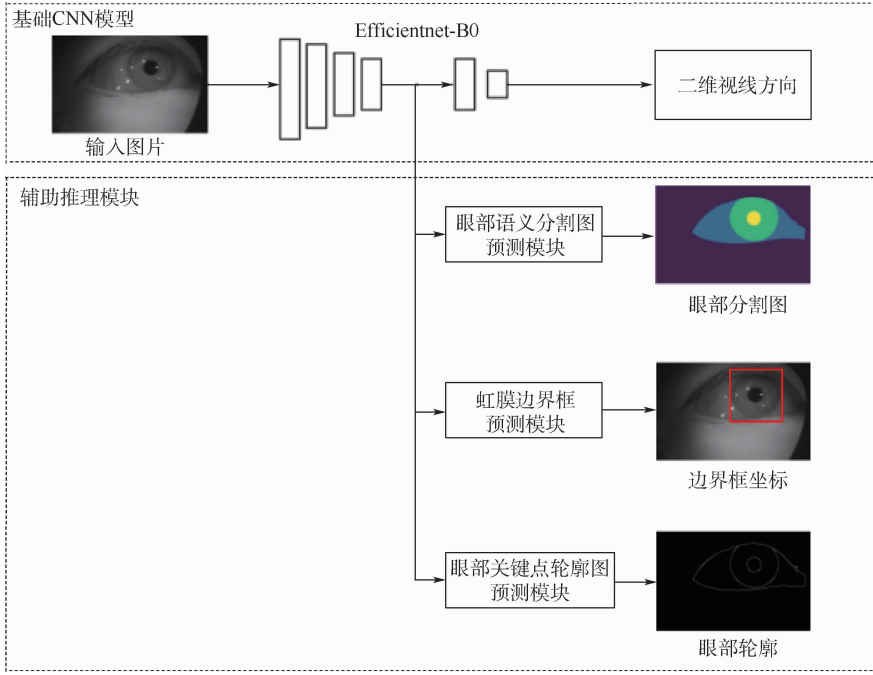 基础CNN模型
Efficientnet-B0
二维视线方向
输入图片
辅助推理模块
眼部语义分割图
预测模块
眼部分割图
虹膜边界框
预测模块
边界框坐标
眼部关键点轮廓图
预测模块
眼部轮廓